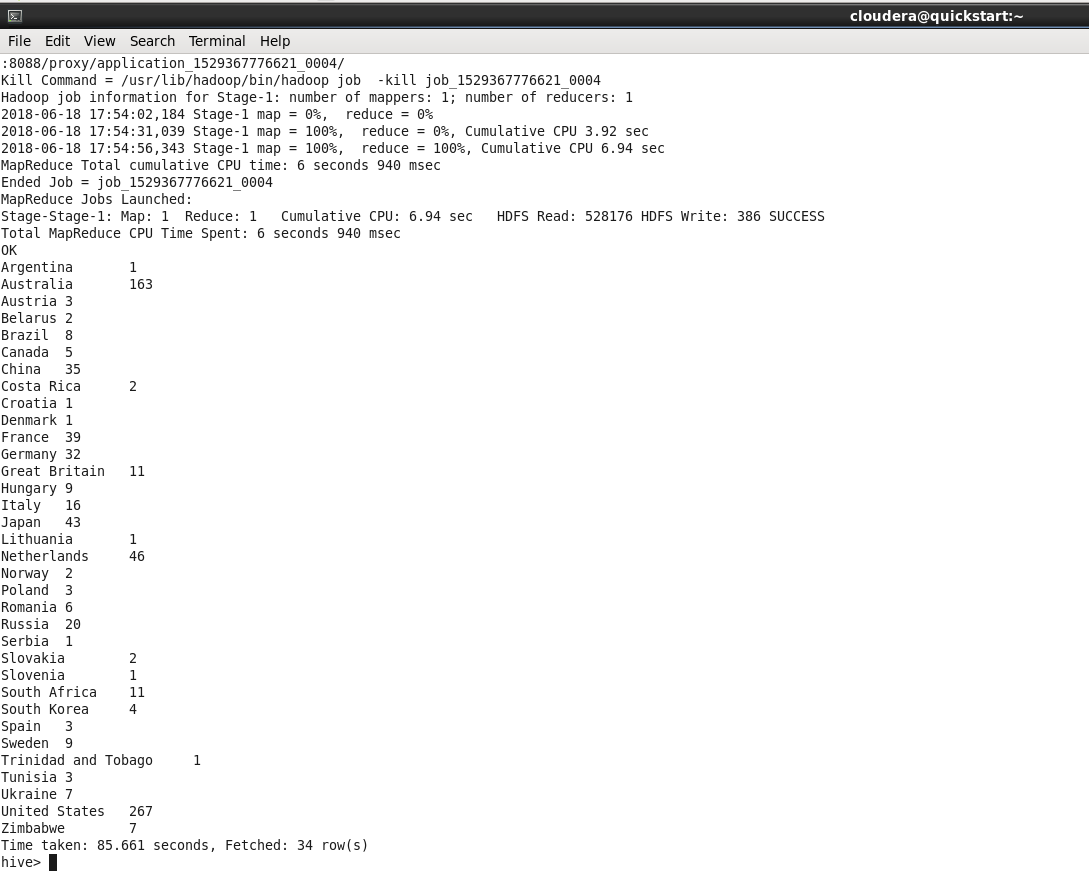 cloudera@quickstart:~
File Edit View Search Terminal Help
:8088/proxy/application_1529367776621_0004/
Kill Command = /usr/lib/hadoop/bin/hadoop job  -kill job_1529367776621_0004
Hadoop job information for Stage-1: number of mappers: 1; number of reducers: 1
2018-06-18 17:54:02,184 Stage-1 map = 0%,  reduce = 0%
2018-06-18 17:54:31,039 Stage-1 map = 100%,  reduce = 0%, Cumulative CPU 3.92 sec
2018-06-18 17:54:56,343 Stage-1 map = 100%,  reduce = 100%, Cumulative CPU 6.94 sec
MapReduce Total cumulative CPU time: 6 seconds 940 msec
Ended Job = job_1529367776621_0004
MapReduce Jobs Launched:
Stage-Stage-1: Map: 1  Reduce: 1   Cumulative CPU: 6.94 sec   HDFS Read: 528176 HDFS Write: 386 SUCCESS
Total MapReduce CPU Time Spent: 6 seconds 940 msec
OK
Argentina       1
Australia       163
Austria 3
Belarus 2
Brazil  8
Canada  5
China   35
Costa Rica      2
Croatia 1
Denmark 1
France  39
Germany 32
Great Britain   11
Hungary 9
Italy   16
Japan   43
Lithuania       1
Netherlands     46
Norway  2
Poland  3
Romania 6
Russia  20
Serbia  1
Slovakia        2
Slovenia        1
South Africa    11
South Korea     4
Spain   3
Sweden  9
Trinidad and Tobago     1
Tunisia 3
Ukraine 7
United States   267
Zimbabwe        7
Time taken: 85.661 seconds, Fetched: 34 row(s)
hive>